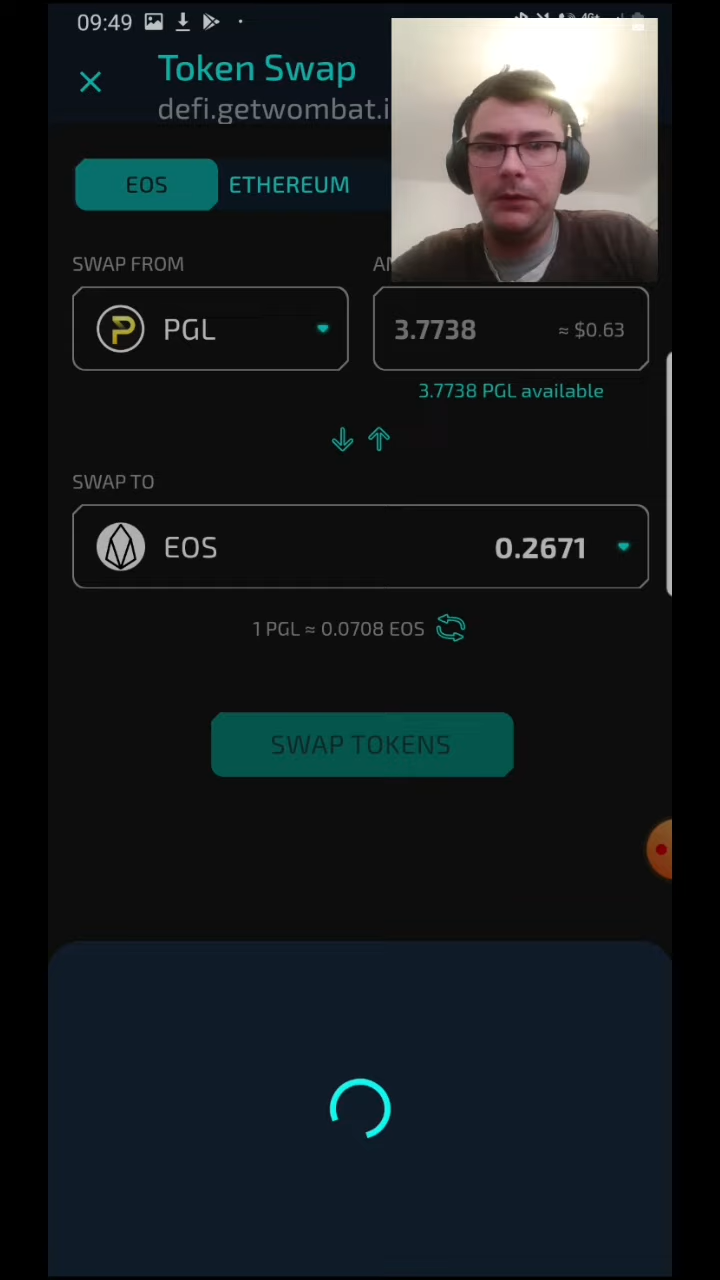 09:49
Token Swap
defi.getwombat.i
EOS ETHEREUM
SWAP FROM
PGL
3.7738 ≈ $0.63
3.7738 PGL available
SWAP TO
EOS 0.2671
1 PGL ≈ 0.0708 EOS
SWAP TOKENS